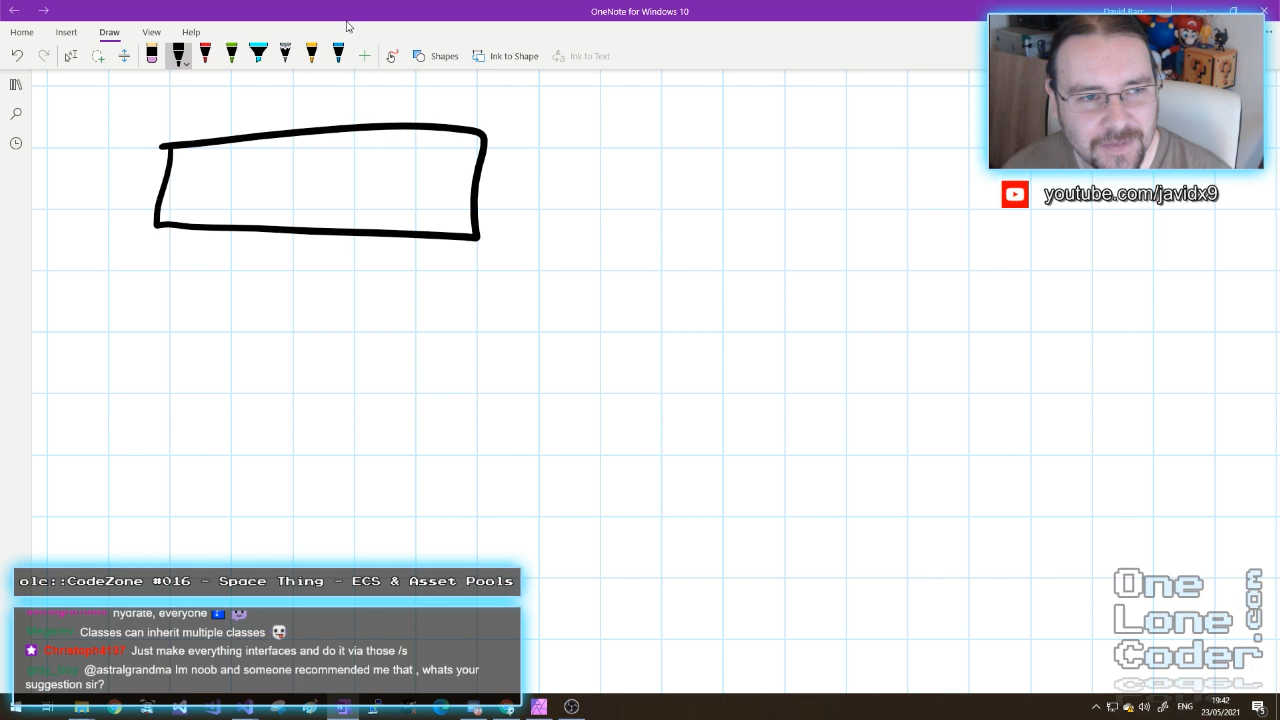 OneNote for Windows 10
David Barr
Home Insert Draw View Help
Shapes Ink to Shape Ink to Text
youtube.com/javidx9
olc::CodeZone #016 - Space Thing - ECS & Asset Pools
hydrate, everyone
Classes can inherit multiple classes
Christoph4197 Just make everything interfaces and do it via those /s
@astralgrandma Im noob and someone recommended me that , whats your
suggestion sir?
One
Lone
Coder
.com
ENG
19:42
23/05/2021